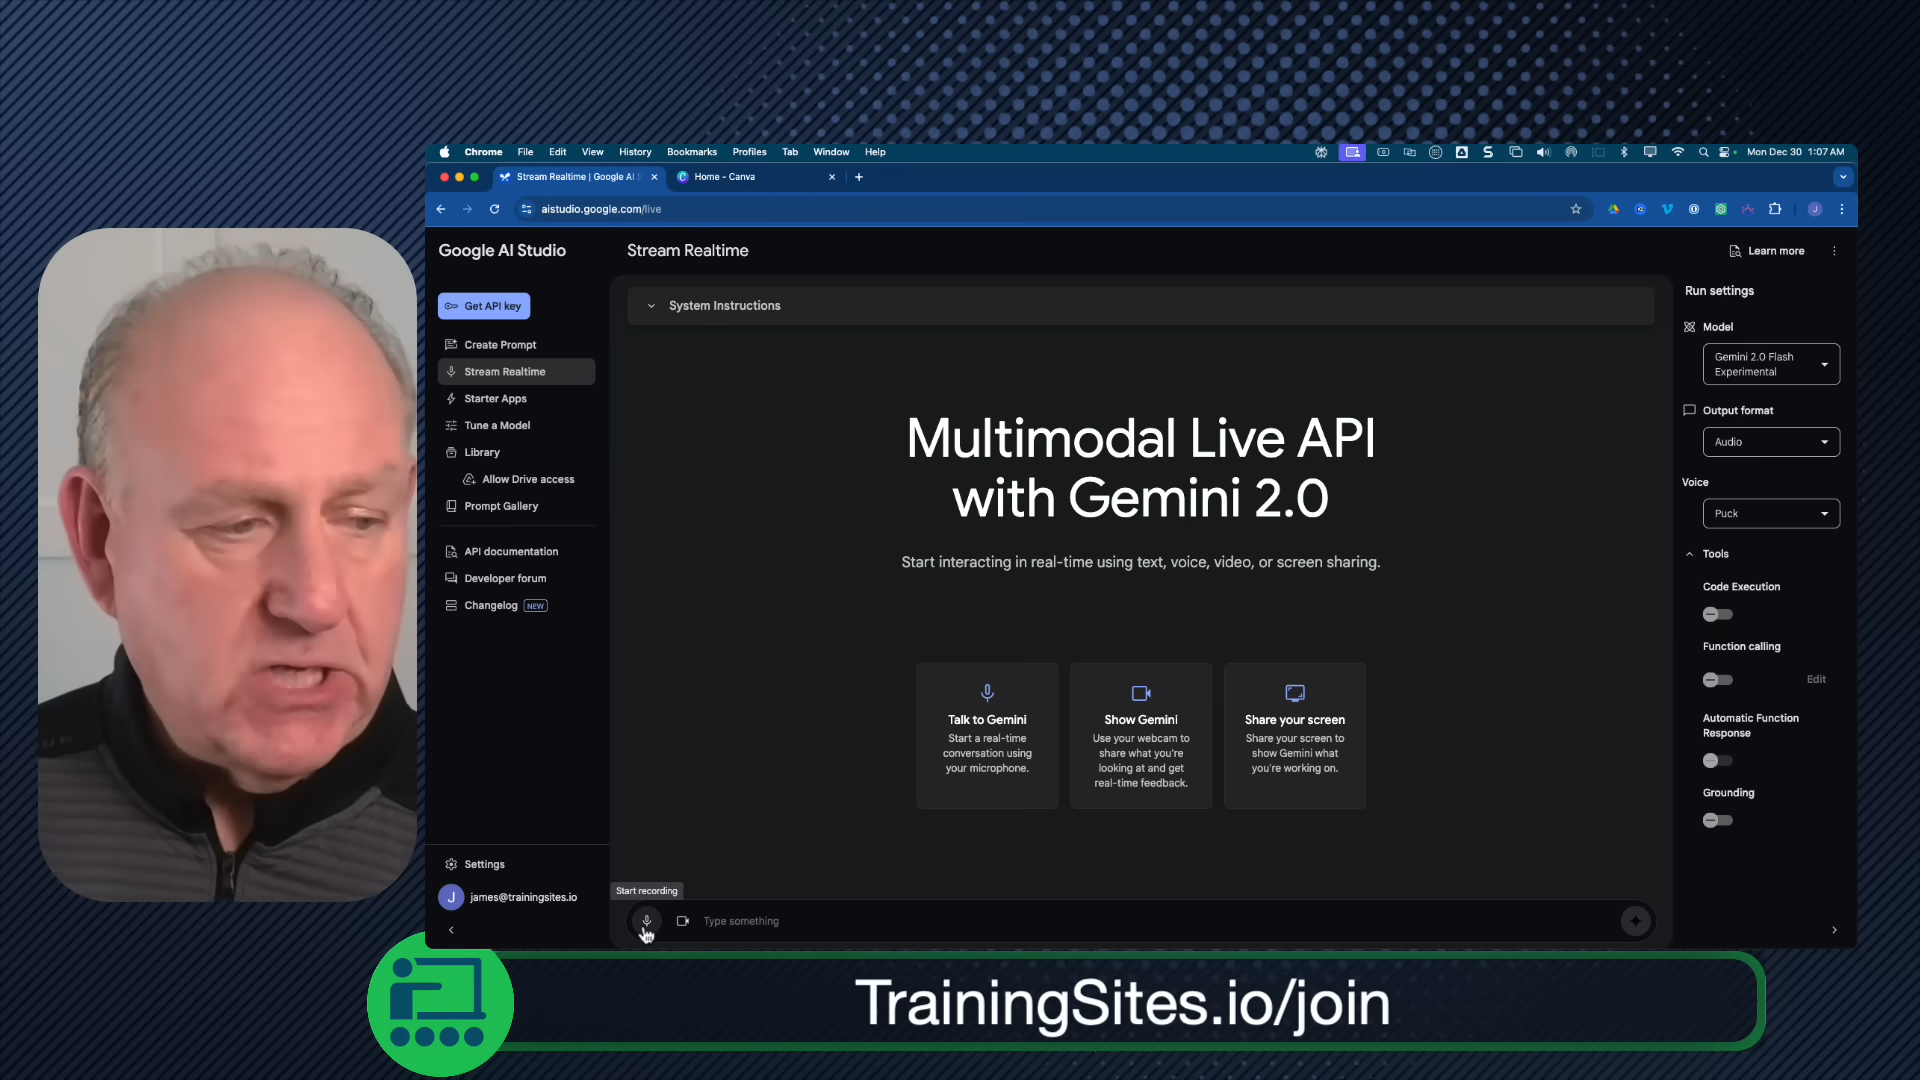 Chrome File Edit View History Bookmarks Profiles Tab Window Help
Mon Dec 30 1:07 AM
Stream Realtime | Google AI S
Home - Canva
aistudio.google.com/live
Google AI Studio
Stream Realtime
Learn more
Get API key
Create Prompt
Stream Realtime
Starter Apps
Tune a Model
Library
Allow Drive access
Prompt Gallery
API documentation
Developer forum
Changelog NEW
Settings
J james@trainingsites.io
System Instructions
Multimodal Live API
with Gemini 2.0
Start interacting in real-time using text, voice, video, or screen sharing.
Talk to Gemini
Start a real-time
conversation using
your microphone.
Show Gemini
Use your webcam to
share what you're
looking at and get
real-time feedback.
Share your screen
Share your screen to
show Gemini what
you're working on.
Start recording
Type something
Run settings
Model
Gemini 2.0 Flash
Experimental
Output format
Audio
Voice
Puck
Tools
Code Execution
Function calling
Edit
Automatic Function
Response
Grounding
TrainingSites.io/join